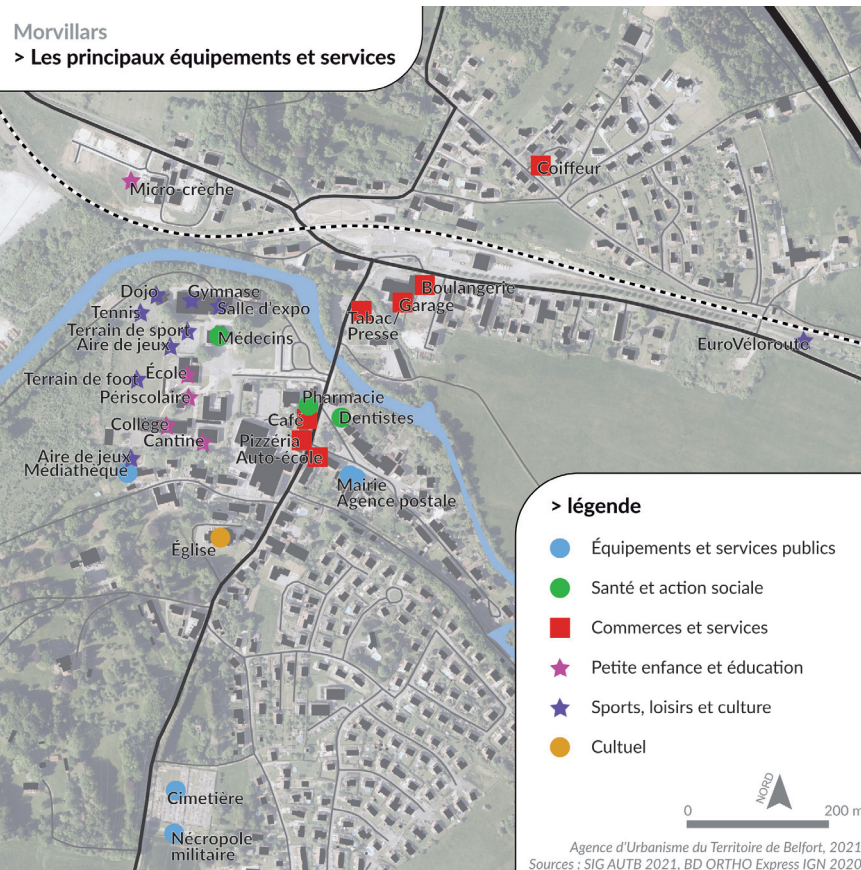 Morvillars
> Les principaux équipements et services
Coiffeur
Micro-crèche
Boulangerie
Garage
Tabac/
Presse
Dojo
Gymnase
Tennis
Salle d'expo
Terrain de sport
Médecins
Aire de jeux
EuroVéloroute
École
Terrain de foot
Périscolaire
Pharmacie
Café
Dentistes
Collège
Cantine
Pizzéria
Auto-école
Aire de jeux
Médiathèque
Mairie
Agence postale
Église
Cimetière
Nécropole
militaire
> légende
Équipements et services publics
Santé et action sociale
Commerces et services
Petite enfance et éducation
Sports, loisirs et culture
Cultuel
NORD
0 200 m
Agence d'Urbanisme du Territoire de Belfort, 2021
Sources : SIG AUTB 2021, BD ORTHO Express IGN 2020